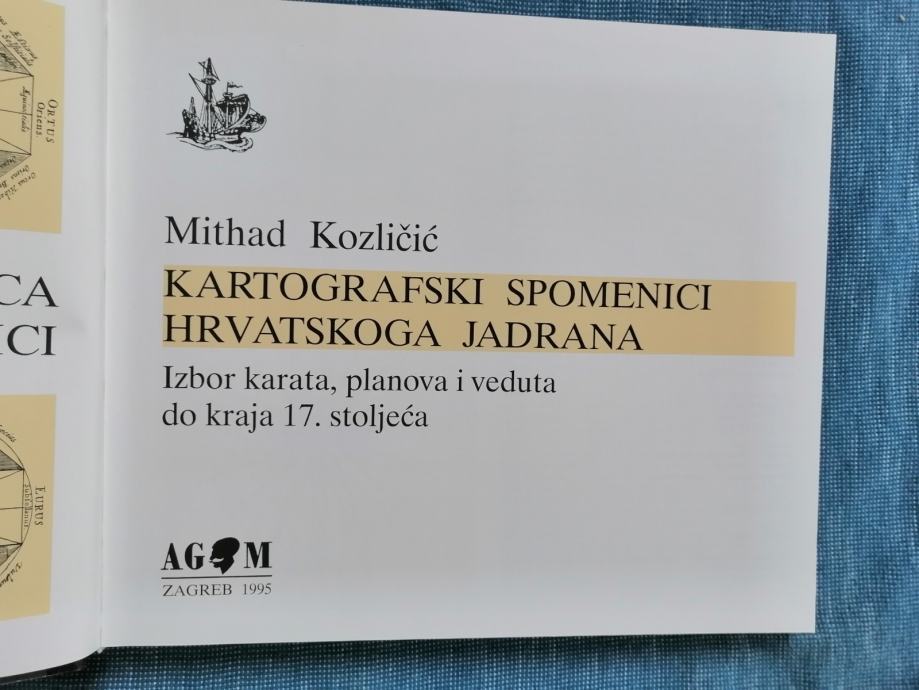 ORTUS
Oriens
CA
ICI
EURUS
Mithad Kozličić
KARTOGRAFSKI SPOMENICI
HRVATSKOGA JADRANA
Izbor karata, planova i veduta
do kraja 17. stoljeća
AGM
ZAGREB 1995